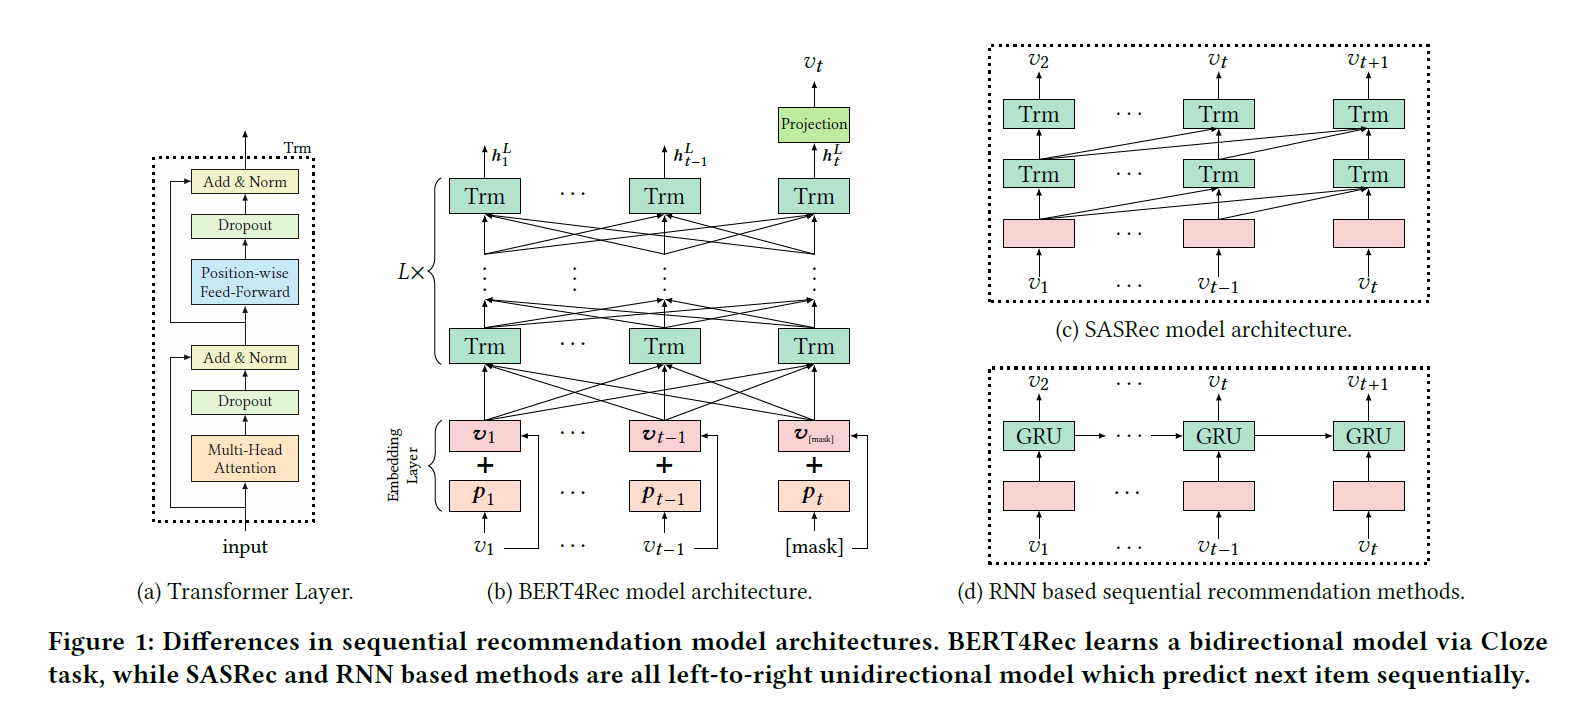 Trm
Add & Norm
Dropout
Position-wise
Feed-Forward
Add & Norm
Dropout
Multi-Head
Attention
input
(a) Transformer Layer.
v_t
Projection
h_1^L h_{t−1}^L h_t^L
Trm ··· Trm Trm
L×
Trm ··· Trm Trm
Embedding
Layer
v_1 ··· v_{t−1} v_[mask]
+ + +
p_1 ··· p_{t−1} p_t
v_1 ··· v_{t−1} [mask]
(b) BERT4Rec model architecture.
v_2 v_t v_{t+1}
Trm ··· Trm Trm
Trm ··· Trm Trm
···
v_1 ··· v_{t−1} v_t
(c) SASRec model architecture.
v_2 ··· v_t v_{t+1}
GRU ··· GRU GRU
···
v_1 ··· v_{t−1} v_t
(d) RNN based sequential recommendation methods.
Figure 1: Differences in sequential recommendation model architectures. BERT4Rec learns a bidirectional model via Cloze
task, while SASRec and RNN based methods are all left-to-right unidirectional model which predict next item sequentially.